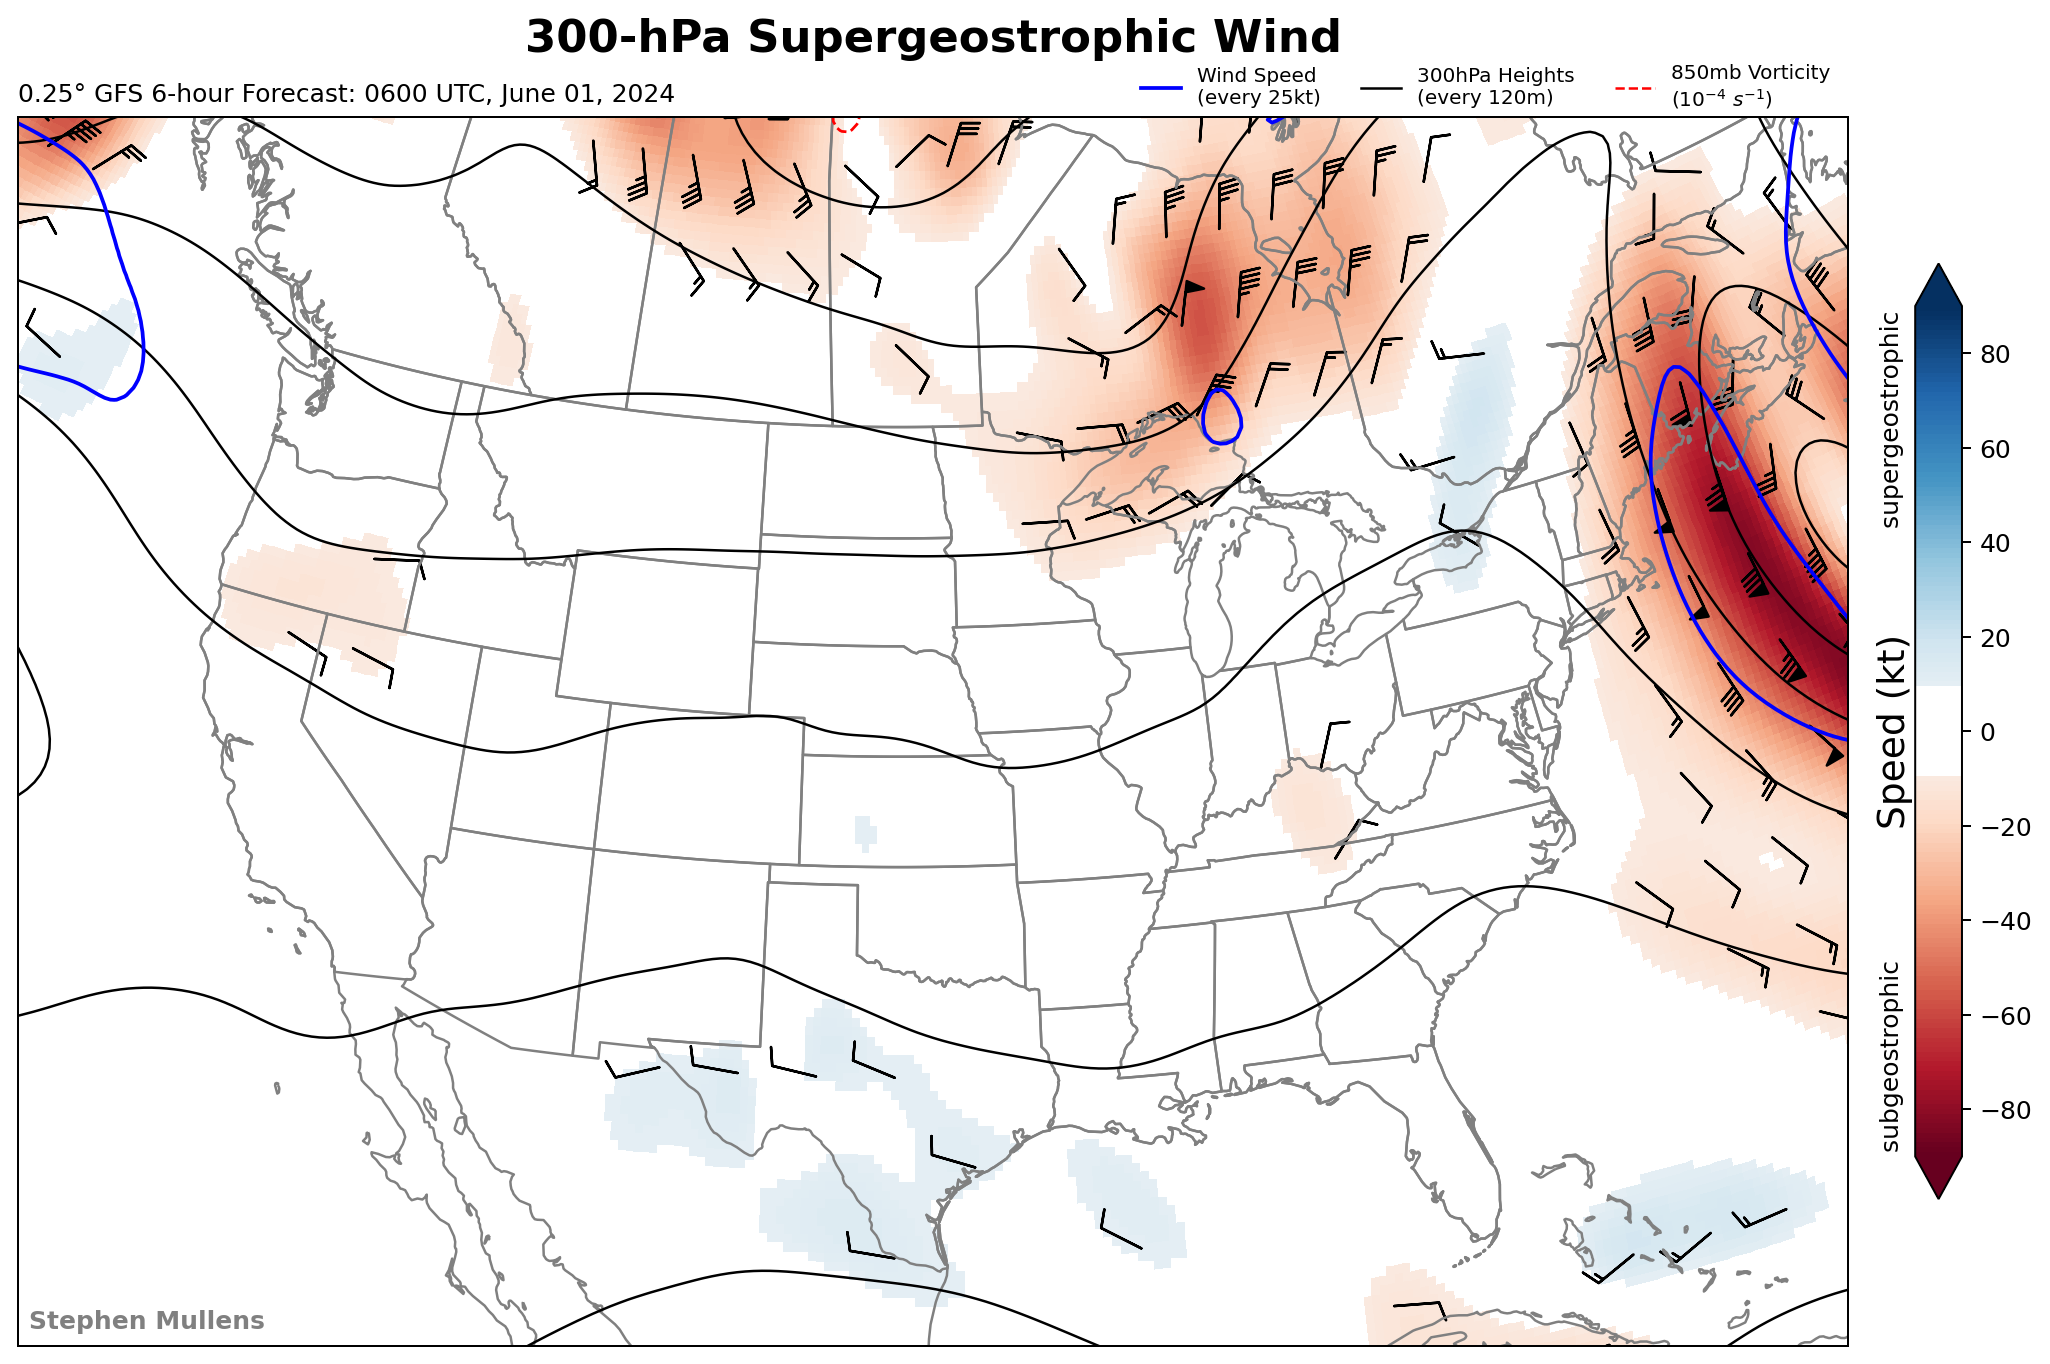 300-hPa Supergeostrophic Wind
0.25° GFS 6-hour Forecast: 0600 UTC, June 01, 2024
Wind Speed
(every 25kt)
300hPa Heights
(every 120m)
850mb Vorticity
(10⁻⁴ s⁻¹)
supergeostrophic
Speed (kt)
subgeostrophic
80
60
40
20
0
−20
−40
−60
−80
Stephen Mullens